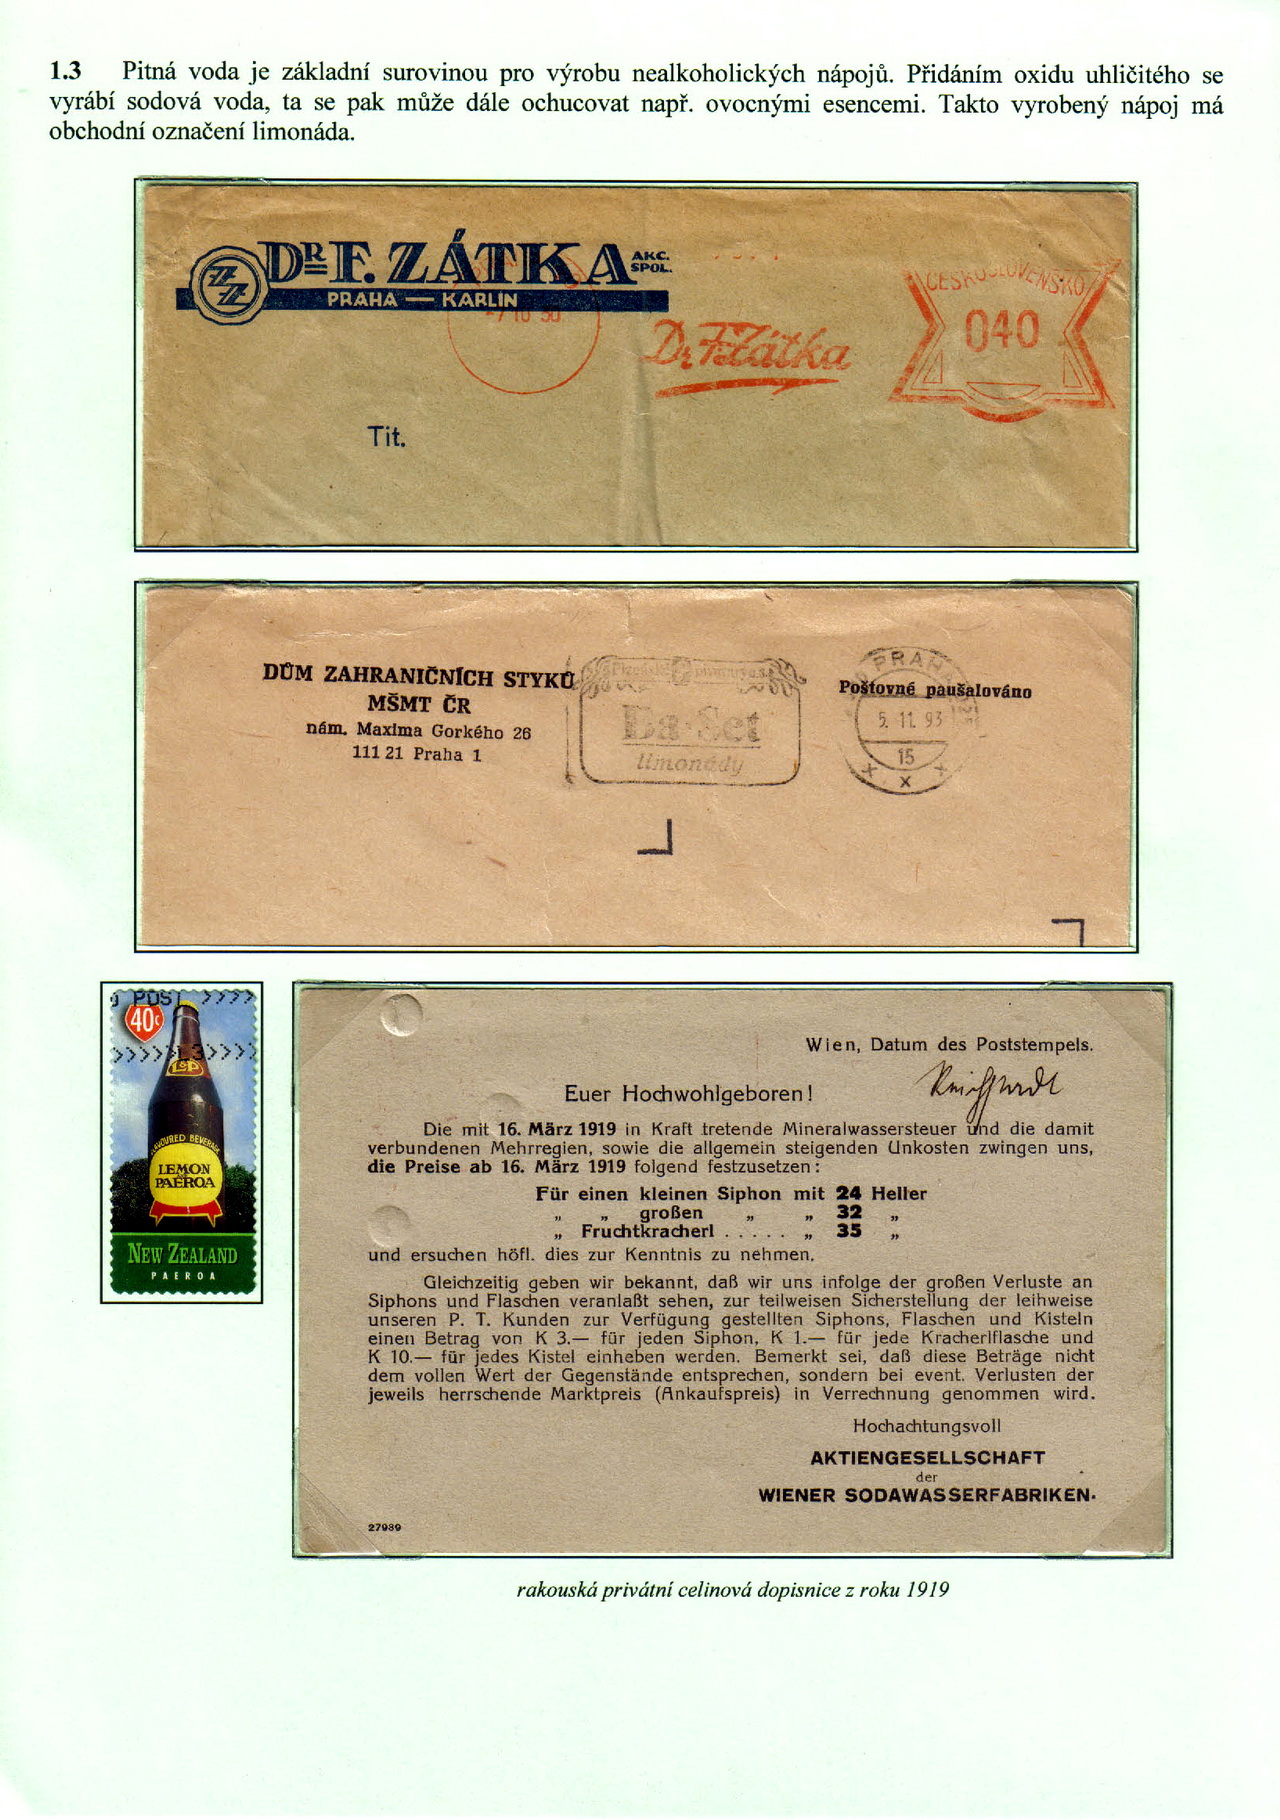 1.3 Pitná voda je základní surovinou pro výrobu nealkoholických nápojů. Přidáním oxidu uhličitého se
vyrábí sodová voda, ta se pak může dále ochucovat např. ovocnými esencemi. Takto vyrobený nápoj má
obchodní označení limonáda.
DR F. ZÁTKA AKC. SPOL.
PRAHA — KARLIN
ČESKOSLOVENSKO
040
Dr. F. Zátka
Tit.
DŮM ZAHRANIČNÍCH STYKŮ
MŠMT ČR
nám. Maxima Gorkého 26
111 21 Praha 1
Da-Set
limonády
PRAHA
Poštovné paušalováno
5. 11. 93
15
POST
40c
L&P
FLAVOURED BEVERAGE
LEMON
& PAEROA
NEW ZEALAND
PAEROA
Wien, Datum des Poststempels.
Euer Hochwohlgeboren!
Die mit 16. März 1919 in Kraft tretende Mineralwassersteuer und die damit
verbundenen Mehrregien, sowie die allgemein steigenden Unkosten zwingen uns,
die Preise ab 16. März 1919 folgend festzusetzen:
Für einen kleinen Siphon mit 24 Heller
„ „ großen „ „ 32 „
„ Fruchtkracherl . . . . . „ 35 „
und ersuchen höfl. dies zur Kenntnis zu nehmen.
Gleichzeitig geben wir bekannt, daß wir uns infolge der großen Verluste an
Siphons und Flaschen veranlaßt sehen, zur teilweisen Sicherstellung der leihweise
unseren P. T. Kunden zur Verfügung gestellten Siphons, Flaschen und Kisteln
einen Betrag von K 3.— für jeden Siphon, K 1.— für jede Kracherlflasche und
K 10.— für jedes Kistel einheben werden. Bemerkt sei, daß diese Beträge nicht
dem vollen Wert der Gegenstände entsprechen, sondern bei event. Verlusten der
jeweils herrschende Marktpreis (Ankaufspreis) in Verrechnung genommen wird.
Hochachtungsvoll
AKTIENGESELLSCHAFT
der
WIENER SODAWASSERFABRIKEN.
27989
rakouská privátní celinová dopisnice z roku 1919